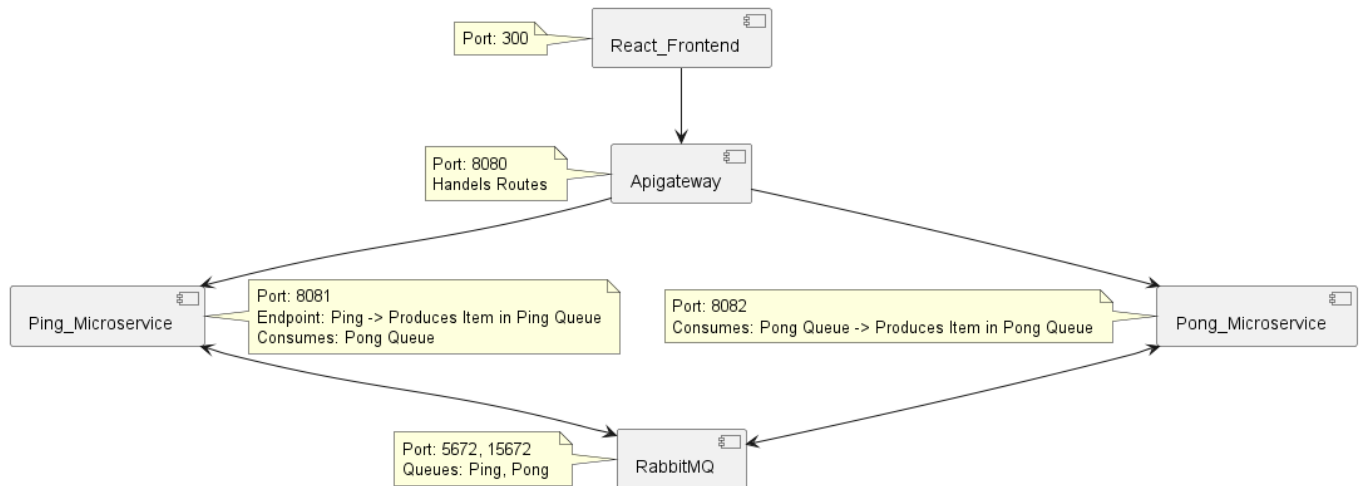 Port: 300
React_Frontend
Port: 8080
Handels Routes
Apigateway
Ping_Microservice
Port: 8081
Endpoint: Ping -> Produces Item in Ping Queue
Consumes: Pong Queue
Port: 8082
Consumes: Pong Queue -> Produces Item in Pong Queue
Pong_Microservice
Port: 5672, 15672
Queues: Ping, Pong
RabbitMQ